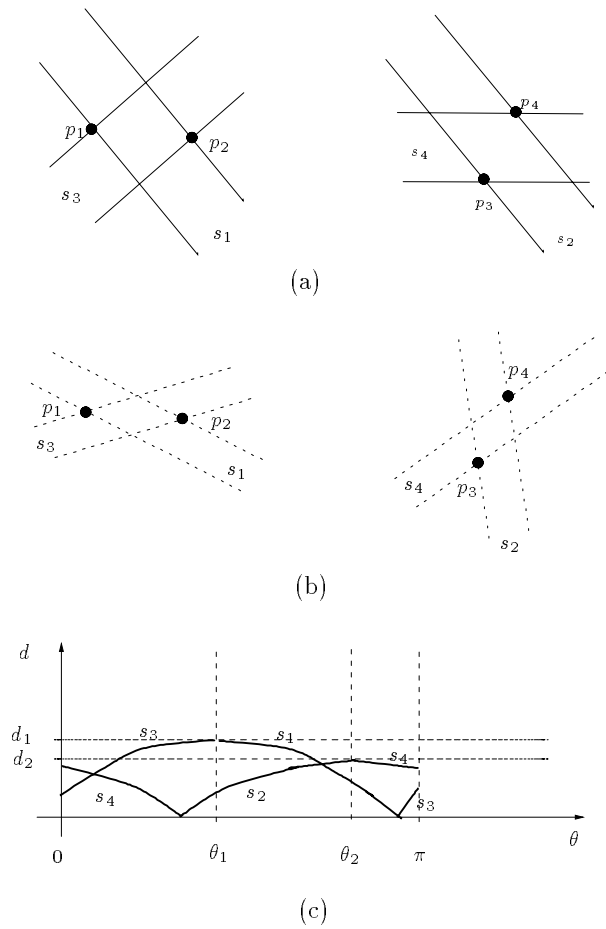 p4
p1
p2
s4
s3
p3
s1
s2
(a)
p4
p1
p2
s3
s1
s4
p3
s2
(b)
d
d1
s3
s1
d2
s4
s4
s2
s3
0
θ1
θ2
π
θ
(c)